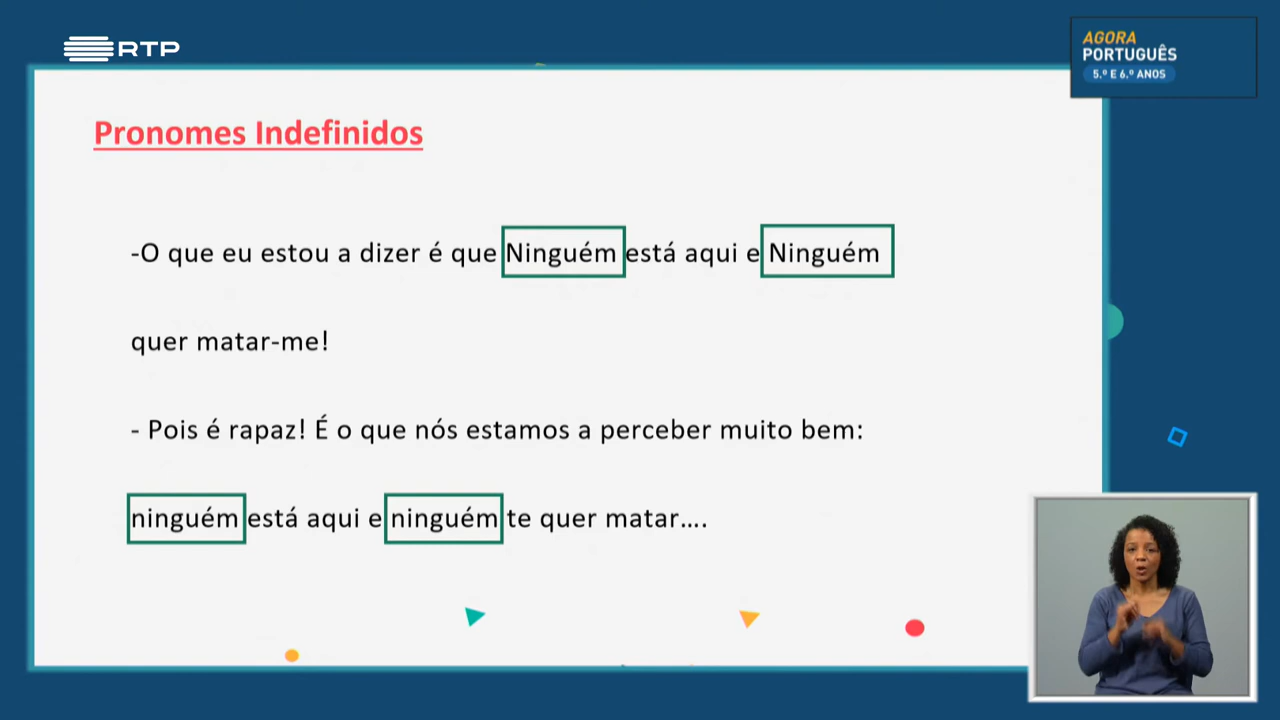 RTP
AGORA
PORTUGUÊS
5.º E 6.º ANOS
Pronomes Indefinidos
-O que eu estou a dizer é que Ninguém está aqui e Ninguém
quer matar-me!
- Pois é rapaz! É o que nós estamos a perceber muito bem:
ninguém está aqui e ninguém te quer matar....